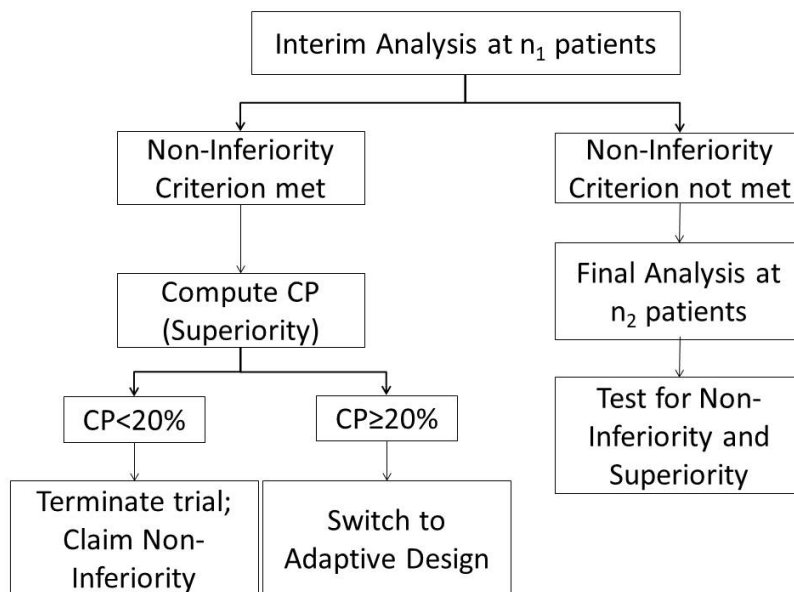 Interim Analysis at n₁ patients
Non-Inferiority
Criterion met
Non-Inferiority
Criterion not met
Compute CP
(Superiority)
Final Analysis at
n₂ patients
CP<20%
CP≥20%
Test for Non-
Inferiority and
Superiority
Terminate trial;
Claim Non-
Inferiority
Switch to
Adaptive Design